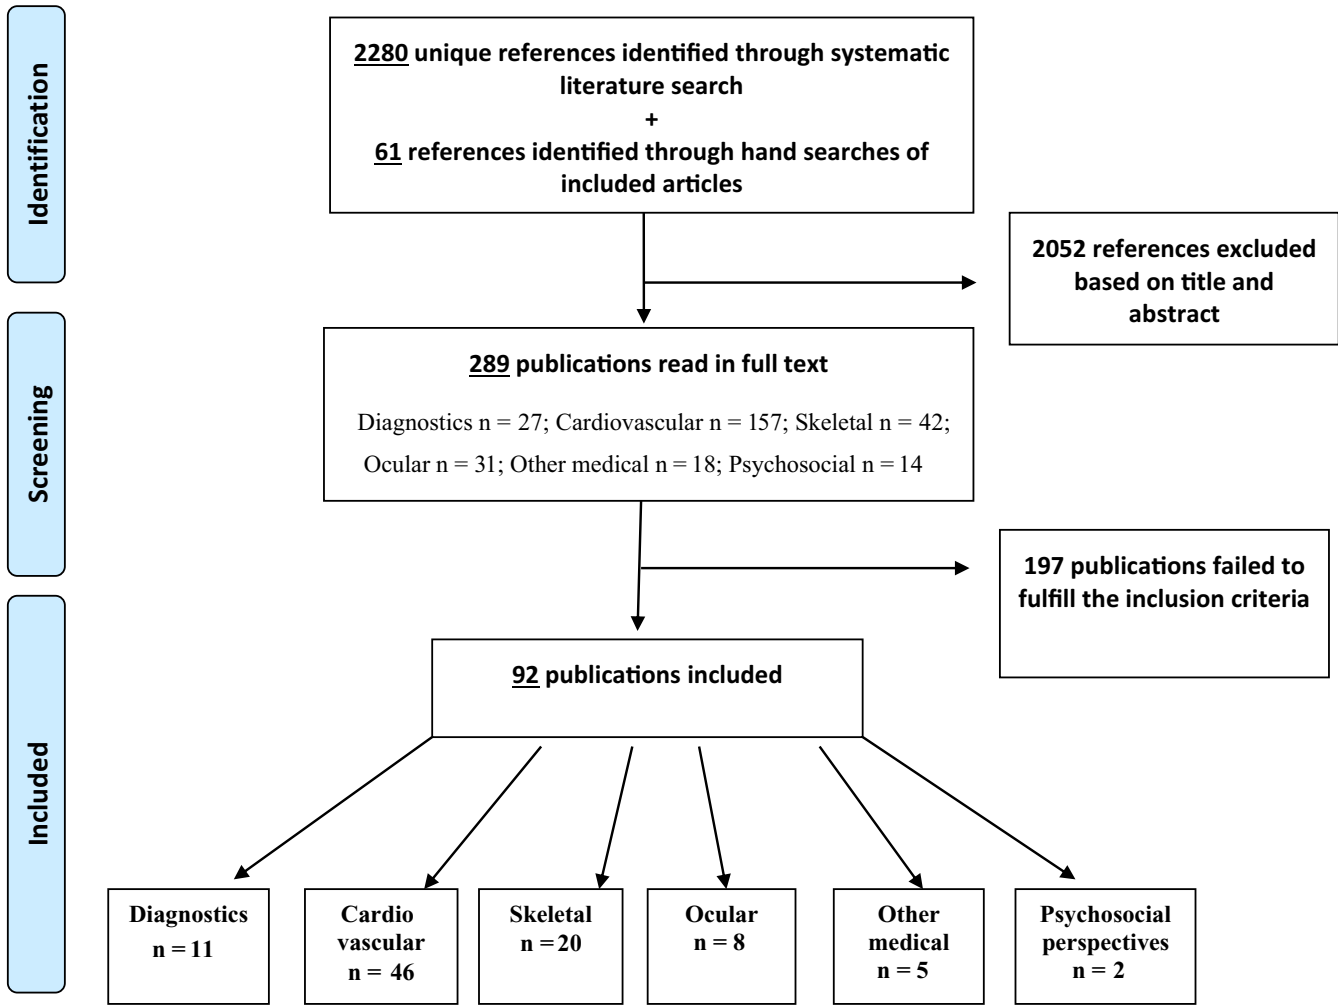 Identification
2280 unique references identified through systematic
literature search
+
61 references identified through hand searches of
included articles
2052 references excluded
based on title and
abstract
Screening
289 publications read in full text
Diagnostics n = 27; Cardiovascular n = 157; Skeletal n = 42;
Ocular n = 31; Other medical n = 18; Psychosocial n = 14
197 publications failed to
fulfill the inclusion criteria
Included
92 publications included
Diagnostics
n = 11
Cardio
vascular
n = 46
Skeletal
n = 20
Ocular
n = 8
Other
medical
n = 5
Psychosocial
perspectives
n = 2